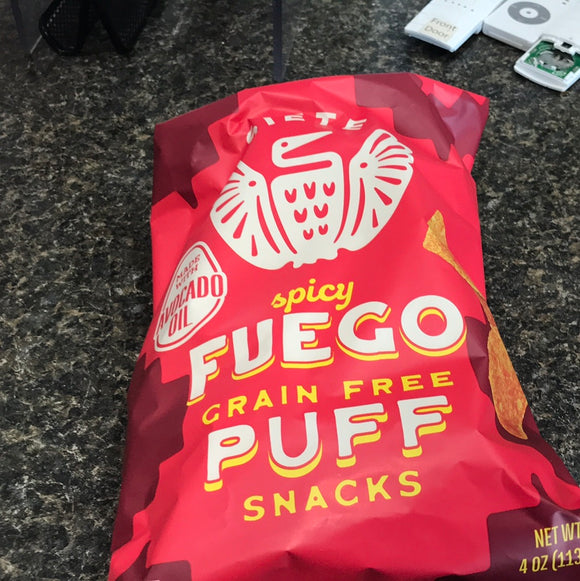 Front
Door
SIETE
MADE
WITH
AVOCADO
OIL
spicy
FUEGO
GRAIN FREE
PUFF
SNACKS
NET WT
4 OZ (113